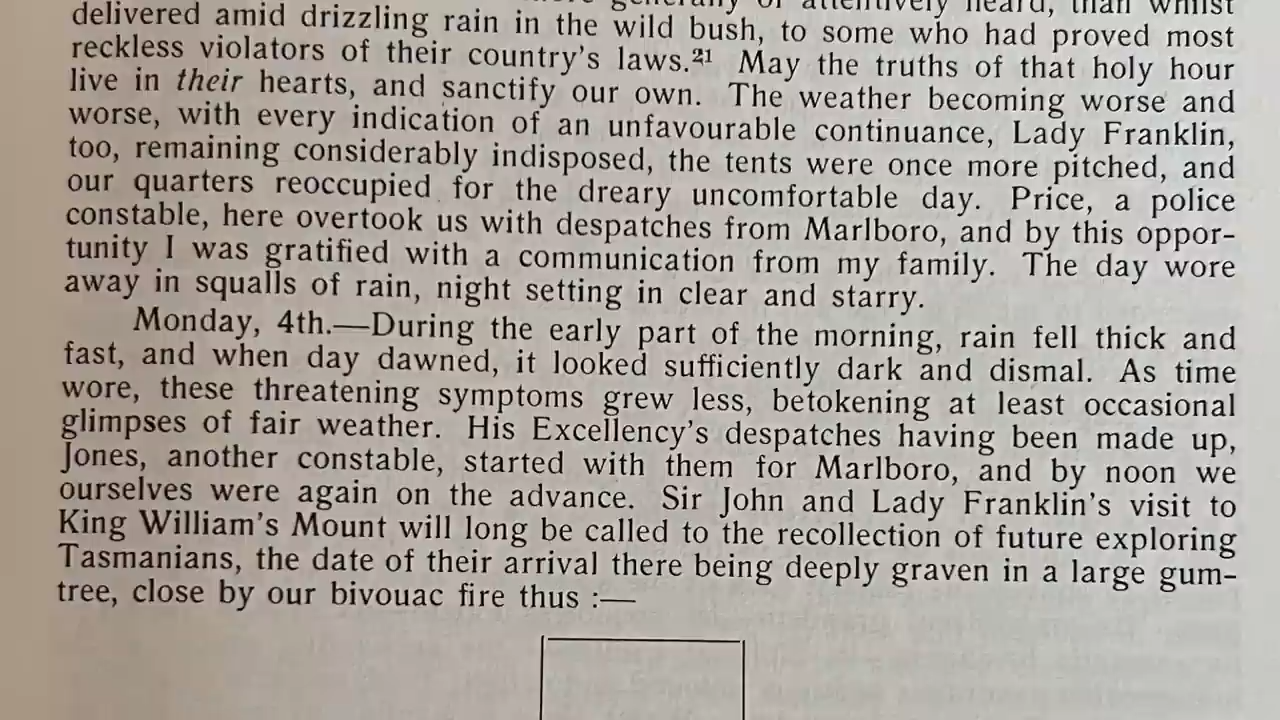 generally or attentively heard, than whilst
delivered amid drizzling rain in the wild bush, to some who had proved most
reckless violators of their country's laws.21 May the truths of that holy hour
live in their hearts, and sanctify our own. The weather becoming worse and
worse, with every indication of an unfavourable continuance, Lady Franklin,
too, remaining considerably indisposed, the tents were once more pitched, and
our quarters reoccupied for the dreary uncomfortable day. Price, a police
constable, here overtook us with despatches from Marlboro, and by this oppor-
tunity I was gratified with a communication from my family. The day wore
away in squalls of rain, night setting in clear and starry.
Monday, 4th.—During the early part of the morning, rain fell thick and
fast, and when day dawned, it looked sufficiently dark and dismal. As time
wore, these threatening symptoms grew less, betokening at least occasional
glimpses of fair weather. His Excellency's despatches having been made up,
Jones, another constable, started with them for Marlboro, and by noon we
ourselves were again on the advance. Sir John and Lady Franklin's visit to
King William's Mount will long be called to the recollection of future exploring
Tasmanians, the date of their arrival there being deeply graven in a large gum-
tree, close by our bivouac fire thus :—